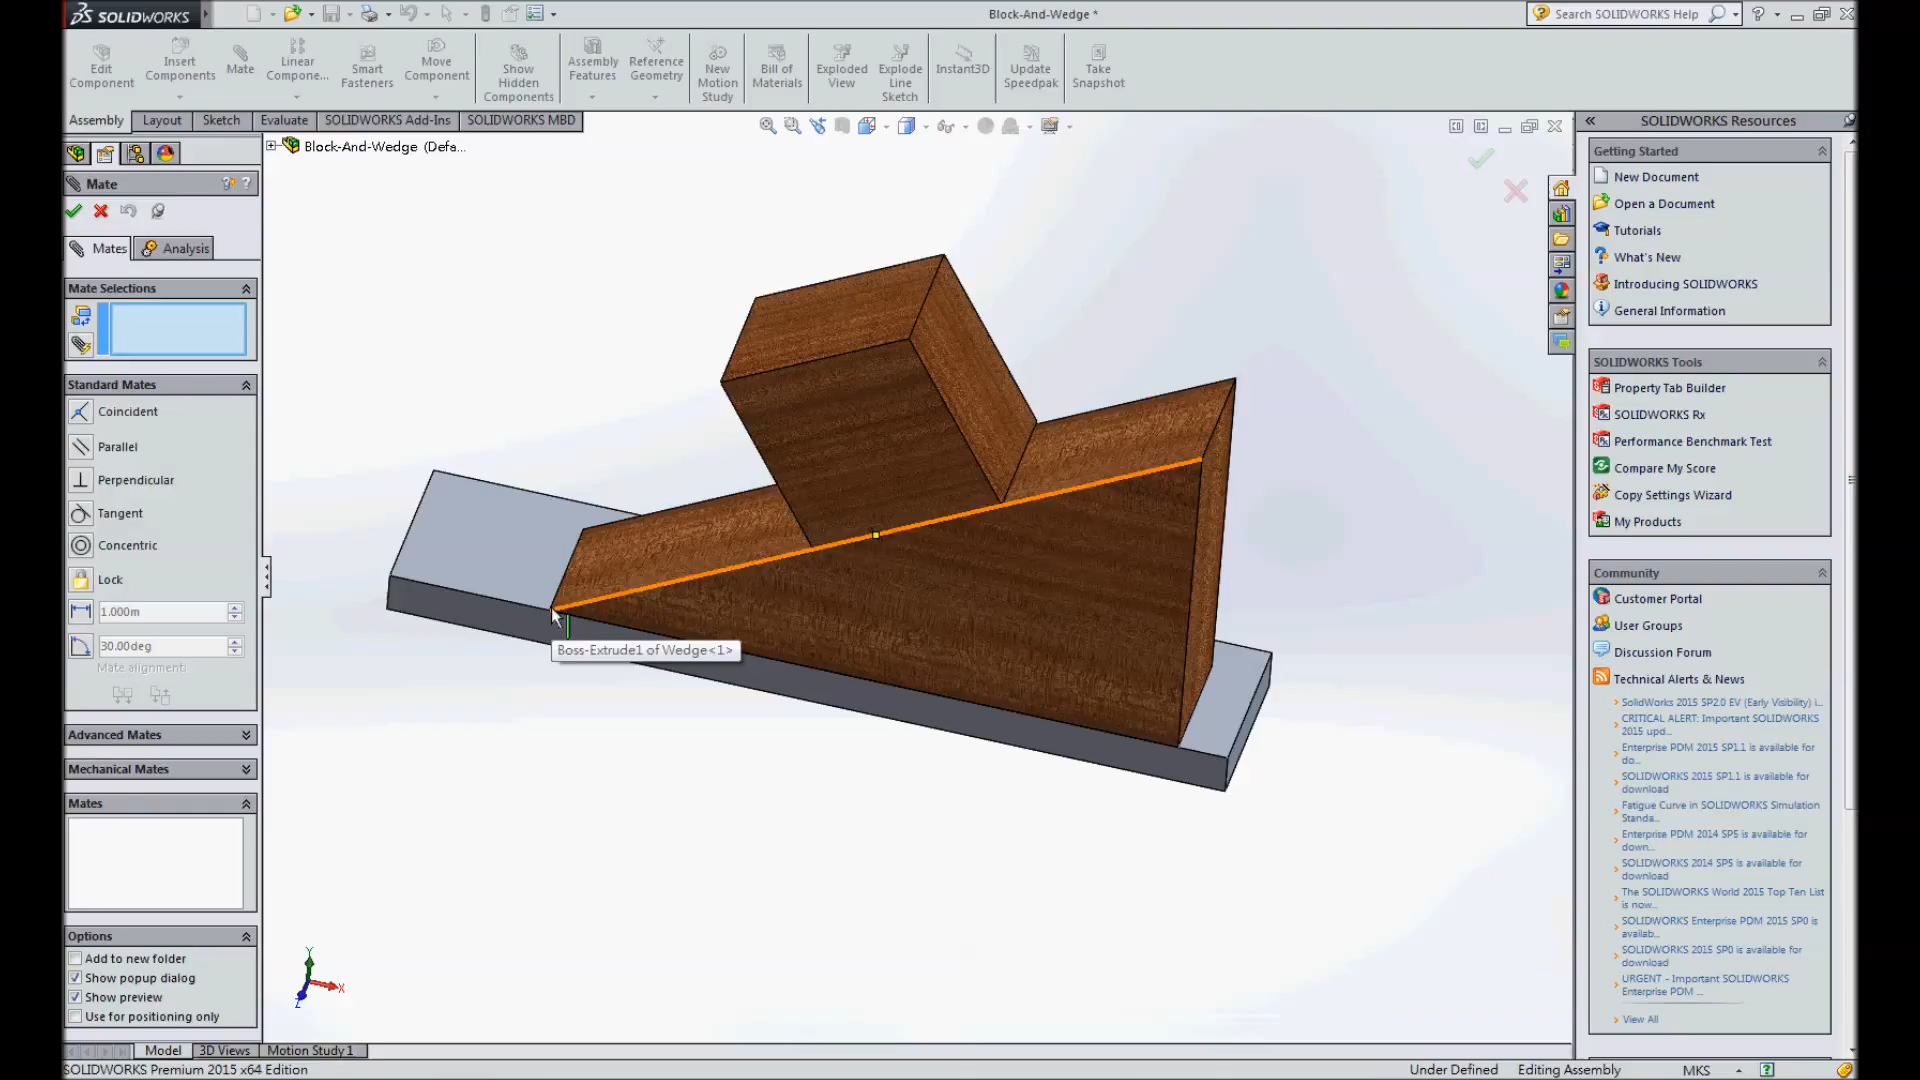 SOLIDWORKS
Block-And-Wedge *
Search SOLIDWORKS Help
Edit Component
Insert Components
Mate
Linear Compone...
Smart Fasteners
Move Component
Show Hidden Components
Assembly Features
Reference Geometry
New Motion Study
Bill of Materials
Exploded View
Explode Line Sketch
Instant3D
Update Speedpak
Take Snapshot
Assembly
Layout
Sketch
Evaluate
SOLIDWORKS Add-Ins
SOLIDWORKS MBD
Block-And-Wedge (Defa...
Mate
Mates
Analysis
Mate Selections
Standard Mates
Coincident
Parallel
Perpendicular
Tangent
Concentric
Lock
1.000m
30.00deg
Mate alignment:
Advanced Mates
Mechanical Mates
Mates
Options
Add to new folder
Show popup dialog
Show preview
Use for positioning only
Boss-Extrude1 of Wedge<1>
Y
X
Z
SOLIDWORKS Resources
Getting Started
New Document
Open a Document
Tutorials
What's New
Introducing SOLIDWORKS
General Information
SOLIDWORKS Tools
Property Tab Builder
SOLIDWORKS Rx
Performance Benchmark Test
Compare My Score
Copy Settings Wizard
My Products
Community
Customer Portal
User Groups
Discussion Forum
Technical Alerts & News
SolidWorks 2015 SP2.0 EV (Early Visibility) i...
CRITICAL ALERT: Important SOLIDWORKS
2015 upd...
Enterprise PDM 2015 SP1.1 is available for
do...
SOLIDWORKS 2015 SP1.1 is available for
download
Fatigue Curve in SOLIDWORKS Simulation
Standa...
Enterprise PDM 2014 SP5 is available for
down...
SOLIDWORKS 2014 SP5 is available for
download
The SOLIDWORKS World 2015 Top Ten List
is now...
SOLIDWORKS Enterprise PDM 2015 SP0 is
availab...
SOLIDWORKS 2015 SP0 is available for
download
URGENT - Important SOLIDWORKS
Enterprise PDM ...
View All
Model
3D Views
Motion Study 1
SOLIDWORKS Premium 2015 x64 Edition
Under Defined
Editing Assembly
MKS